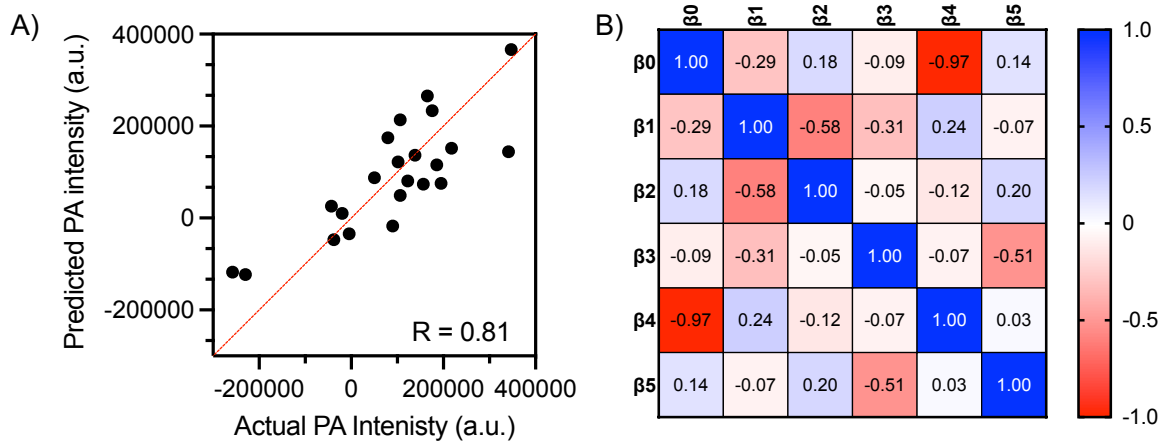 A)
Predicted PA intensity (a.u.)
400000
200000
0
-200000
R = 0.81
-200000 0 200000 400000
Actual PA Intenisty (a.u.)
B)
β0 β1 β2 β3 β4 β5
β0 1.00 -0.29 0.18 -0.09 -0.97 0.14
β1 -0.29 1.00 -0.58 -0.31 0.24 -0.07
β2 0.18 -0.58 1.00 -0.05 -0.12 0.20
β3 -0.09 -0.31 -0.05 1.00 -0.07 -0.51
β4 -0.97 0.24 -0.12 -0.07 1.00 0.03
β5 0.14 -0.07 0.20 -0.51 0.03 1.00
1.0
0.5
0
-0.5
-1.0